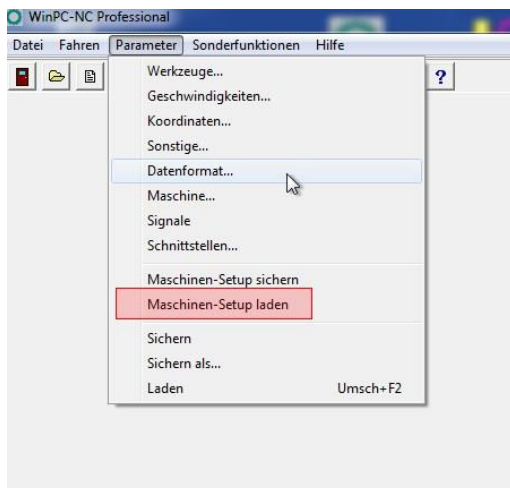 WinPC-NC Professional
Datei Fahren Parameter Sonderfunktionen Hilfe
?
Werkzeuge...
Geschwindigkeiten...
Koordinaten...
Sonstige...
Datenformat...
Maschine...
Signale
Schnittstellen...
Maschinen-Setup sichern
Maschinen-Setup laden
Sichern
Sichern als...
Laden Umsch+F2